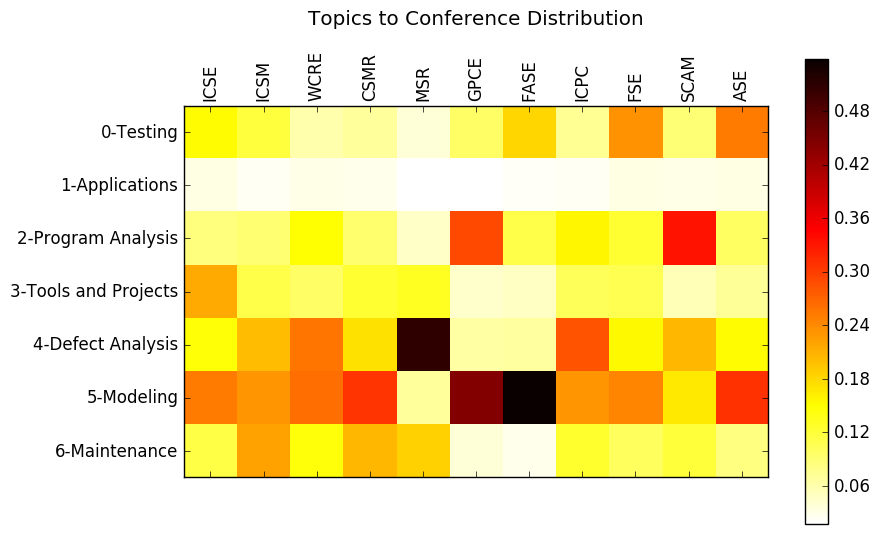 Topics to Conference Distribution
ICSE ICSM WCRE CSMR MSR GPCE FASE ICPC FSE SCAM ASE
0-Testing
1-Applications
2-Program Analysis
3-Tools and Projects
4-Defect Analysis
5-Modeling
6-Maintenance
0.48
0.42
0.36
0.30
0.24
0.18
0.12
0.06